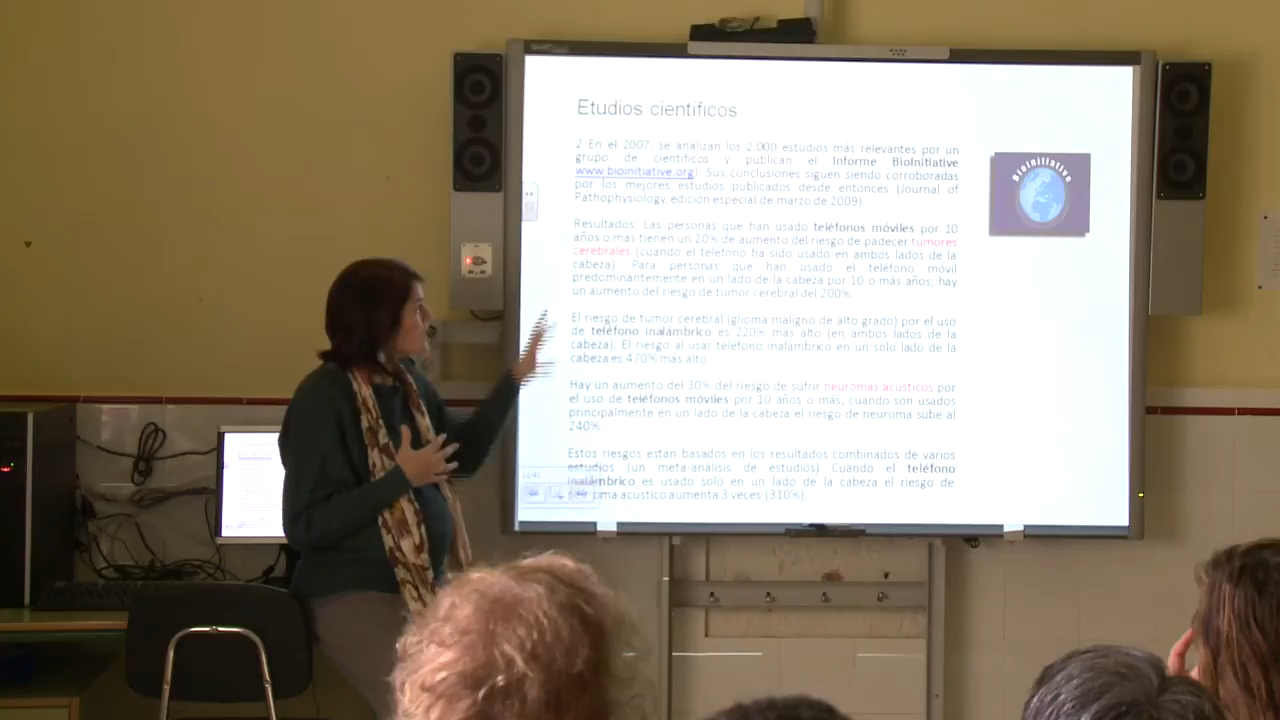 Etudios cientificos
2 En el 2007, se analizan los 2.000 estudios más relevantes por un
grupo de cientificos y publican el Informe BioInitiative
www.bioinitiative.org). Sus conclusiones siguen siendo corroboradas
por los mejores estudios publicados desde entonces (Journal of
Pathophysiology, edición especial de marzo de 2009).
BioInitiative
Resultados: Las personas que han usado teléfonos móviles por 10
años o más tienen un 20% de aumento del riesgo de padecer tumores
cerebrales (cuando el teléfono ha sido usado en ambos lados de la
cabeza). Para personas que han usado el teléfono movil
predominantemente en un lado de la cabeza por 10 o mas años, hay
un aumento del riesgo de tumor cerebral del 200%.
El riesgo de tumor cerebral (glioma maligno de alto grado) por el uso
de teléfono inalámbrico es 220% más alto (en ambos lados de la
cabeza). El riesgo al usar teléfono inalambrico en un solo lado de la
cabeza es 470% mas alto.
Hay un aumento del 30% del riesgo de sufrir neuromas acústicos por
el uso de teléfonos móviles por 10 años o más, cuando son usados
principalmente en un lado de la cabeza el riesgo de neuroma sube al
240%.
Estos riesgos estan basados en los resultados combinados de varios
estudios (un meta-analisis de estudios) Cuando el teléfono
inalámbrico es usado solo en un lado de la cabeza el riesgo de
acustico aumenta 3 veces (310%).
11/41